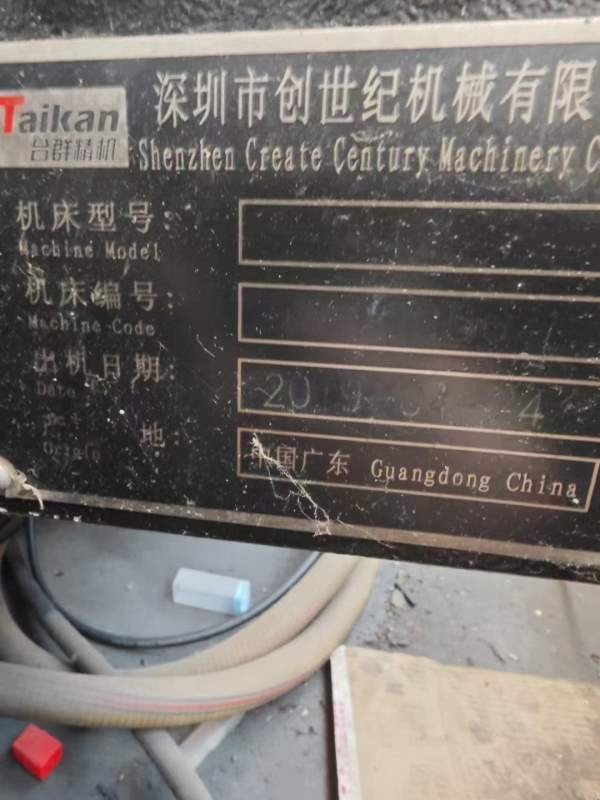 Taikan
台群精机
深圳市创世纪机械有限
Shenzhen Create Century Machinery C
机床型号:
Machine Model
机床编号:
Machine Code
出机日期:
Date
2019
4
产 地:
Origin
中国广东 Guangdong China